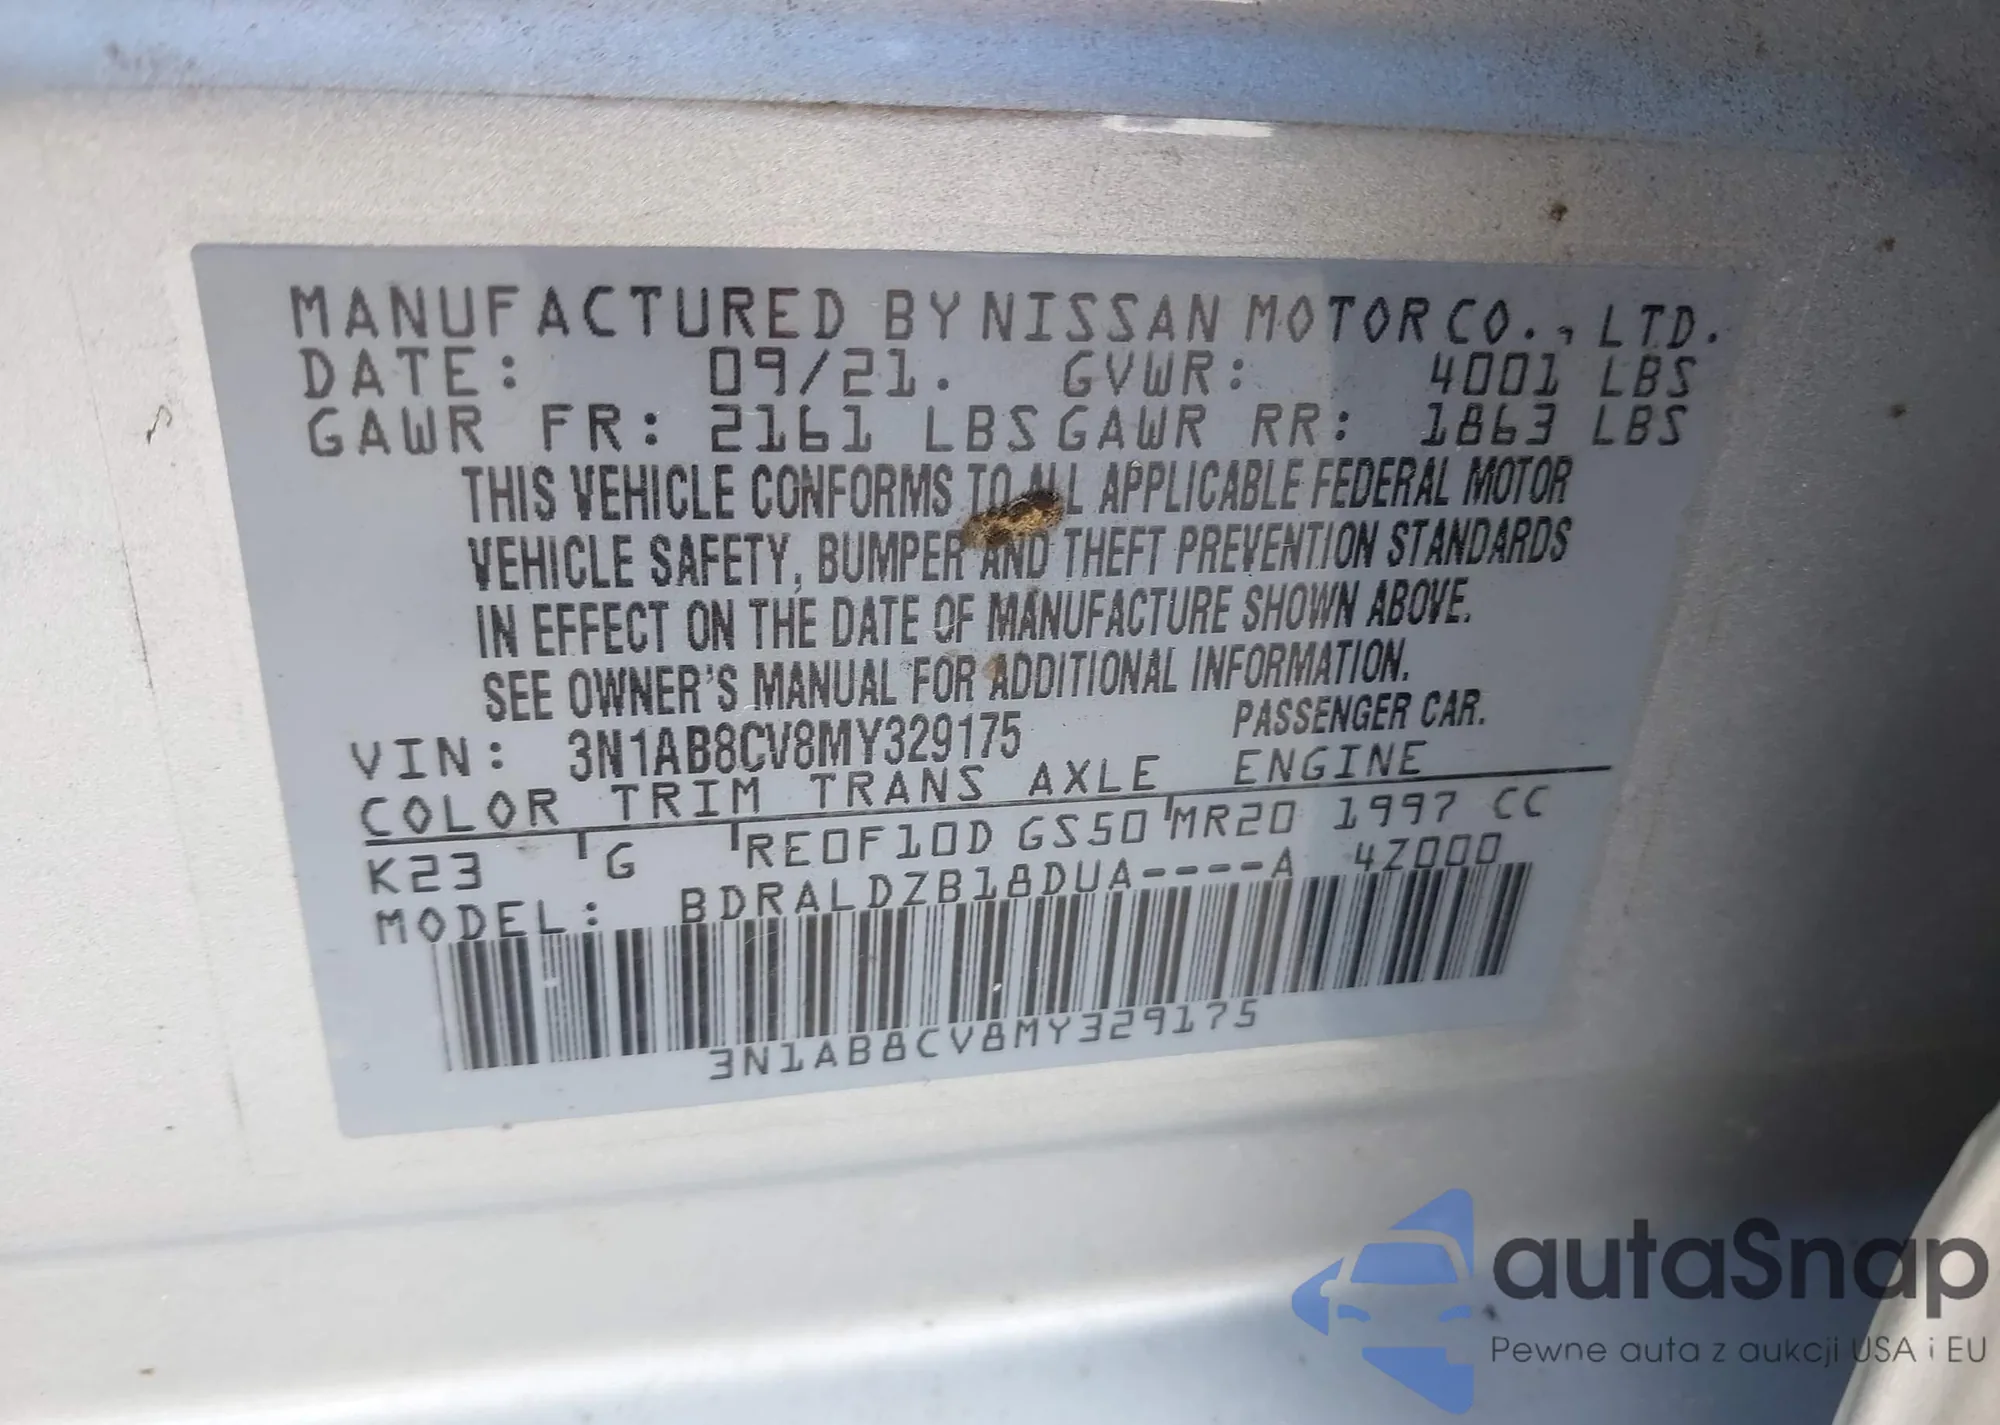 MANUFACTURED BY NISSAN MOTOR CO., LTD.
DATE: 09/21. GVWR: 4001 LBS
GAWR FR: 2161 LBS GAWR RR: 1863 LBS
THIS VEHICLE CONFORMS TO ALL APPLICABLE FEDERAL MOTOR
VEHICLE SAFETY, BUMPER AND THEFT PREVENTION STANDARDS
IN EFFECT ON THE DATE OF MANUFACTURE SHOWN ABOVE.
SEE OWNER'S MANUAL FOR ADDITIONAL INFORMATION.
VIN: 3N1AB8CV8MY329175 PASSENGER CAR.
COLOR TRIM TRANS AXLE ENGINE
K23 G RE0F10D GS50 MR20 1997 CC
MODEL: BDRALDZB18DUA----A 4Z000
3N1AB8CV8MY329175
autaSnap
Pewne auta z aukcji USA i EU